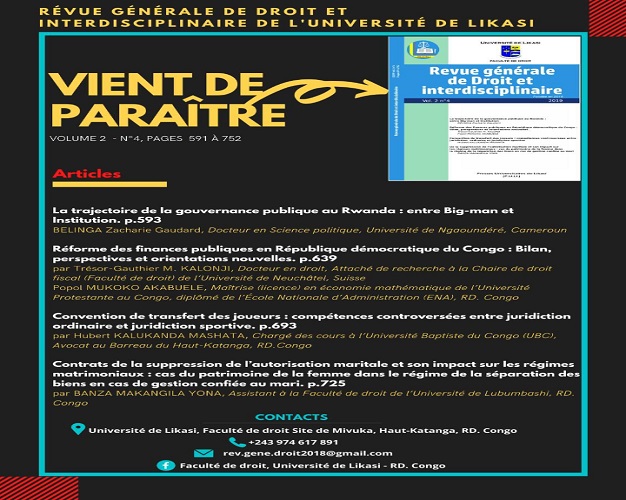 RÉVUE GÉNÉRALE DE DROIT ET
INTERDISCIPLINAIRE DE L'UNIVERSITÉ DE LIKASI
VIENT DE
PARAÎTRE
VOLUME 2 - N°4, PAGES 591 À 752
UNIVERSITÉ DE LIKASI
FACULTÉ DE DROIT
Revue générale
de Droit et
interdisciplinaire
Vol. 2 n°4
2019
Articles
La trajectoire de la gouvernance publique au Rwanda : entre Big-man et
Institution. p.593
BELINGA Zacharie Gaudard, Docteur en Science politique, Université de Ngaoundéré, Cameroun
Réforme des finances publiques en République démocratique du Congo : Bilan,
perspectives et orientations nouvelles. p.639
par Trésor-Gauthier M. KALONJI, Docteur en droit, Attaché de recherche à la Chaire de droit
fiscal (Faculté de droit) de l'Université de Neuchâtel, Suisse
Popol MUKOKO AKABUELE, Maîtrise (licence) en économie mathématique de l'Université
Protestante au Congo, diplômé de l'École Nationale d'Administration (ENA), RD. Congo
Convention de transfert des joueurs : compétences controversées entre juridiction
ordinaire et juridiction sportive. p.693
par Hubert KALUKANDA MASHATA, Chargé des cours à l'Université Baptiste du Congo (UBC),
Avocat au Barreau du Haut-Katanga, RD.Congo
Contrats de la suppression de l'autorisation maritale et son impact sur les régimes
matrimoniaux : cas du patrimoine de la femme dans le régime de la séparation des
biens en cas de gestion confiée au mari. p.725
par BANZA MAKANGILA YONA, Assistant à la Faculté de droit de l'Université de Lubumbashi, RD.
Congo
CONTACTS
Université de Likasi, Faculté de droit Site de Mivuka, Haut-Katanga, RD. Congo
+243 974 617 891
rev.gene.droit2018@gmail.com
Faculté de droit, Université de Likasi - RD. Congo